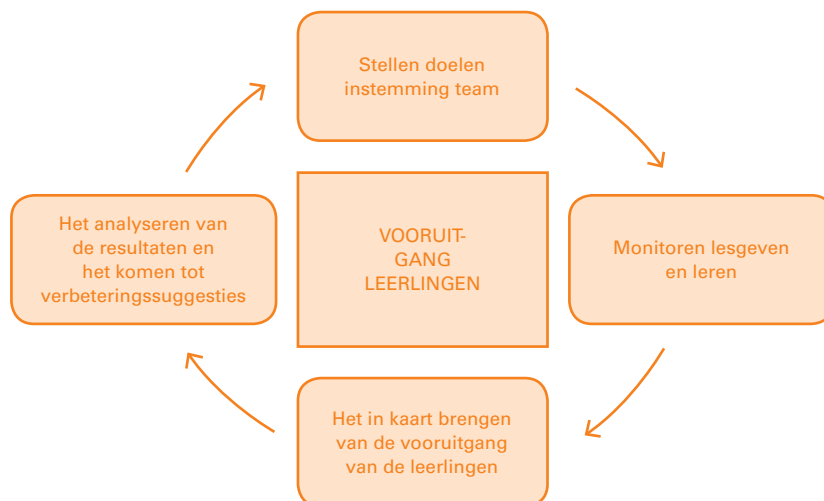 Stellen doelen
instemming team
Het analyseren van
de resultaten en
het komen tot
verbeteringssuggesties
VOORUIT-
GANG
LEERLINGEN
Monitoren lesgeven
en leren
Het in kaart brengen
van de vooruitgang
van de leerlingen